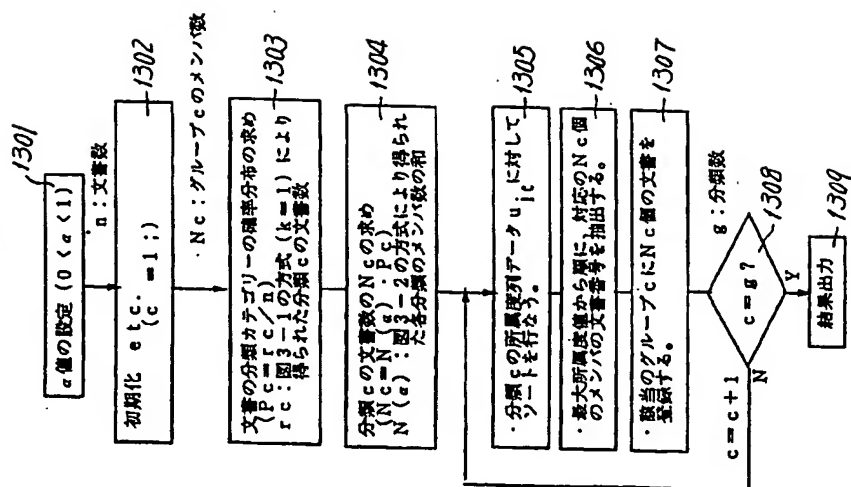 1301
α値の設定 (0<α<1)
n：文書数
1302
初期化 etc.
(c=1;)
・Nc：グループcのメンバ数
1303
文書の分類カテゴリーの確率分布の求め
(Pc=rc/n)
rc：図3-1の方式(k=1)により
得られた分類cの文書数
1304
分類cの文書数のNcの求め
(Nc=N(α)・Pc)
N(α)：図3-2の方式により得られ
た各分類のメンバ数の和
1305
・分類cの所属度列データujcに対して
ソートを行なう。
1306
・最大所属度値から順に、対応のNc個
のメンバの文書番号を抽出する。
1307
・該当のグループcにNc個の文書を
登録する。
g：分類数
1308
c=g?
c=c+1
N
Y
1309
結果出力